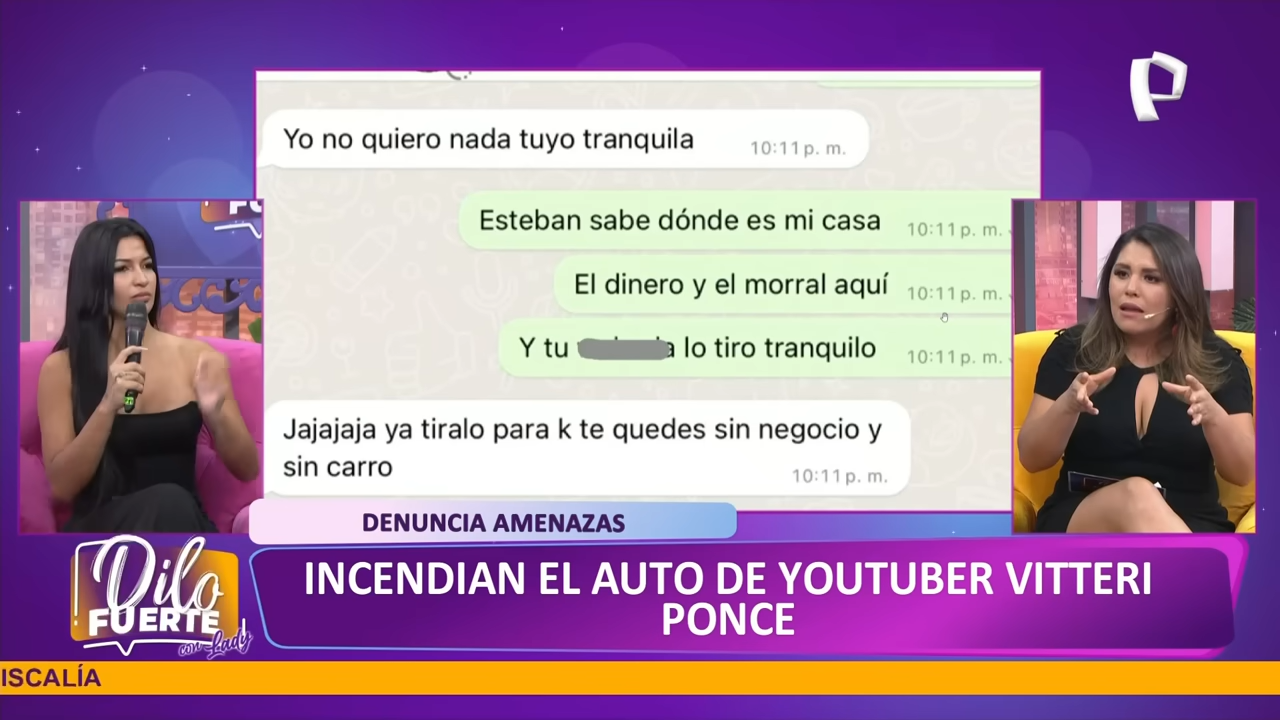 Yo no quiero nada tuyo tranquila
10:11 p. m.
Esteban sabe dónde es mi casa
10:11 p. m.
El dinero y el morral aquí
10:11 p. m.
Y tu lo tiro tranquilo
10:11 p. m.
Jajajaja ya tiralo para k te quedes sin negocio y
sin carro
10:11 p. m.
DENUNCIA AMENAZAS
Dilo
FUERTE
con Lady
INCENDIAN EL AUTO DE YOUTUBER VITTERI
PONCE
ISCALÍA